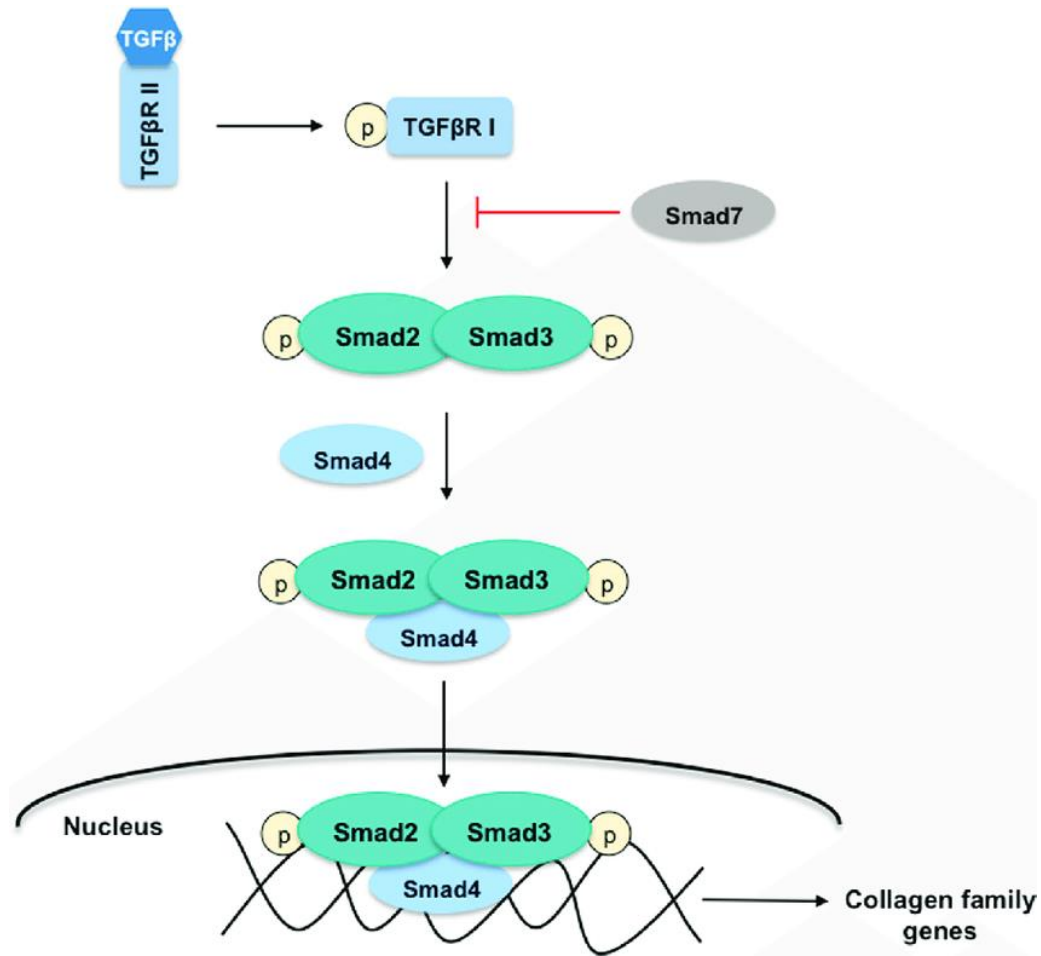 TGFβ
TGFβR II
p
TGFβR I
Smad7
p
Smad2
Smad3
p
Smad4
p
Smad2
Smad3
p
Smad4
Nucleus
p
Smad2
Smad3
p
Smad4
Collagen family
genes